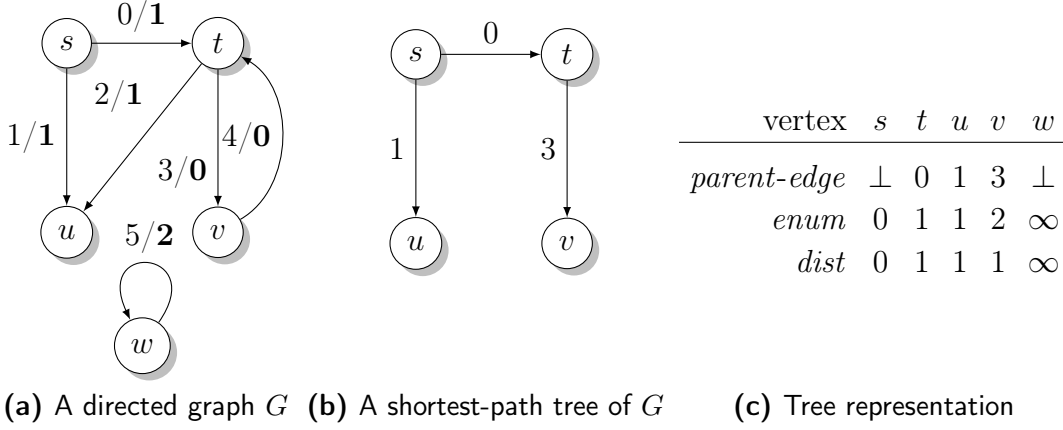 0/1
s t
2/1
1/1 4/0
3/0
u v
5/2
w
(a) A directed graph G
0
s t
1 3
u v
(b) A shortest-path tree of G
vertex s t u v w
parent-edge ⊥ 0 1 3 ⊥
enum 0 1 1 2 ∞
dist 0 1 1 1 ∞
(c) Tree representation